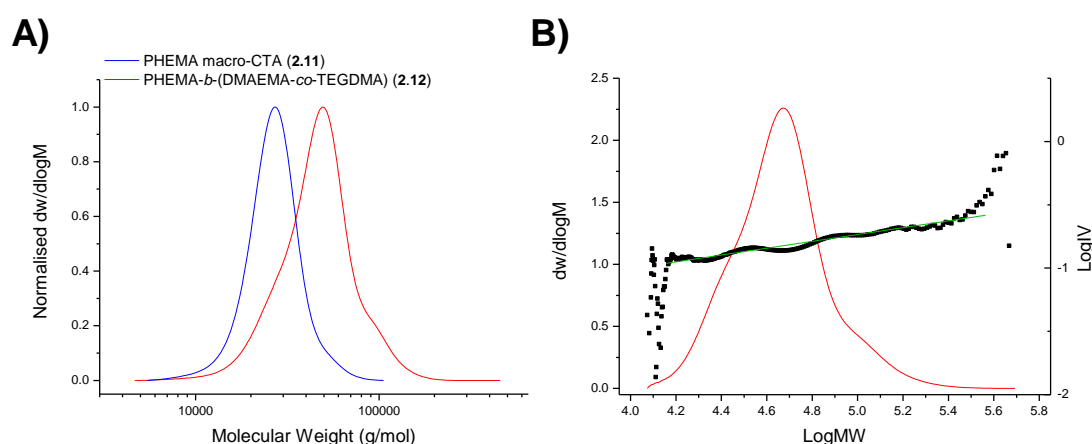 A)
PHEMA macro-CTA (2.11)
PHEMA-b-(DMAEMA-co-TEGDMA) (2.12)
Normalised dw/dlogM
1.0
0.8
0.6
0.4
0.2
0.0
10000
100000
Molecular Weight (g/mol)
B)
dw/dlogM
2.5
2.0
1.5
1.0
0.5
0.0
4.0 4.2 4.4 4.6 4.8 5.0 5.2 5.4 5.6 5.8
LogMW
0
−1
−2
LogIV